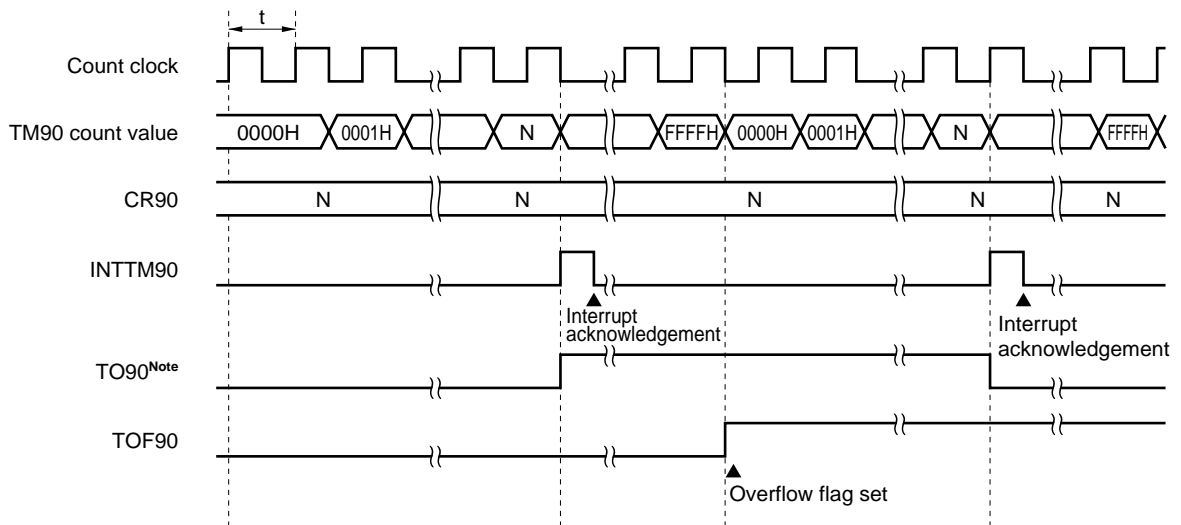 t
Count clock
TM90 count value 0000H 0001H N FFFFH 0000H 0001H N FFFFH
CR90 N N N N N
INTTM90
Interrupt
acknowledgement
Interrupt
acknowledgement
TO90Note
TOF90
Overflow flag set